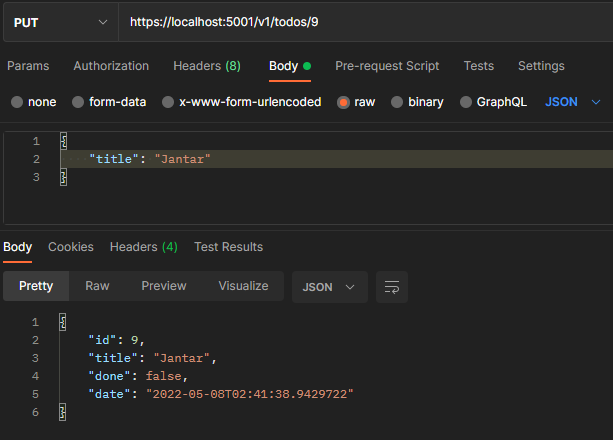 PUT https://localhost:5001/v1/todos/9
Params Authorization Headers (8) Body Pre-request Script Tests Settings
none form-data x-www-form-urlencoded raw binary GraphQL JSON
1 {
2 "title": "Jantar"
3 }
Body Cookies Headers (4) Test Results
Pretty Raw Preview Visualize JSON
1 {
2 "id": 9,
3 "title": "Jantar",
4 "done": false,
5 "date": "2022-05-08T02:41:38.9429722"
6 }